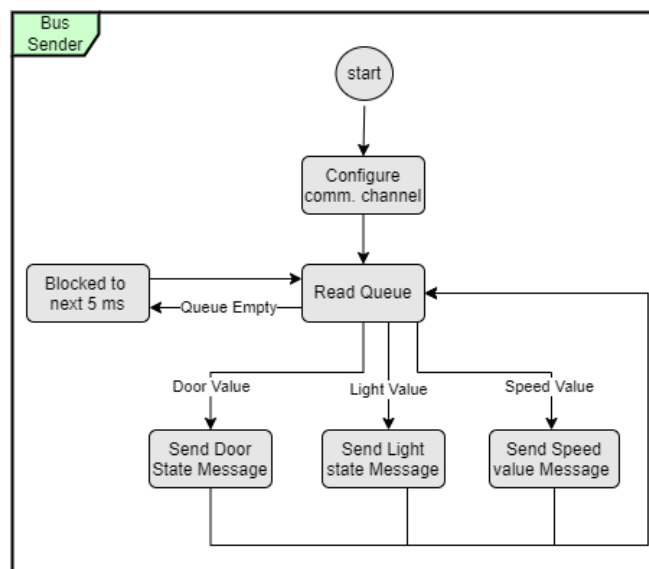 Bus
Sender
start
Configure
comm. channel
Blocked to
next 5 ms
Queue Empty
Read Queue
Door Value
Light Value
Speed Value
Send Door
State Message
Send Light
state Message
Send Speed
value Message